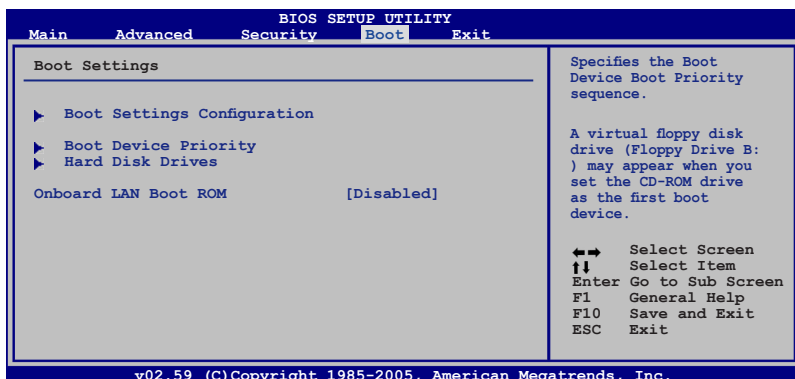 BIOS SETUP UTILITY
Main Advanced Security Boot Exit
Boot Settings
Boot Settings Configuration
Boot Device Priority
Hard Disk Drives
Onboard LAN Boot ROM [Disabled]
Specifies the Boot
Device Boot Priority
sequence.
A virtual floppy disk
drive (Floppy Drive B:
) may appear when you
set the CD-ROM drive
as the first boot
device.
←→ Select Screen
↑↓ Select Item
Enter Go to Sub Screen
F1 General Help
F10 Save and Exit
ESC Exit
v02.59 (C)Copyright 1985-2005, American Megatrends, Inc.